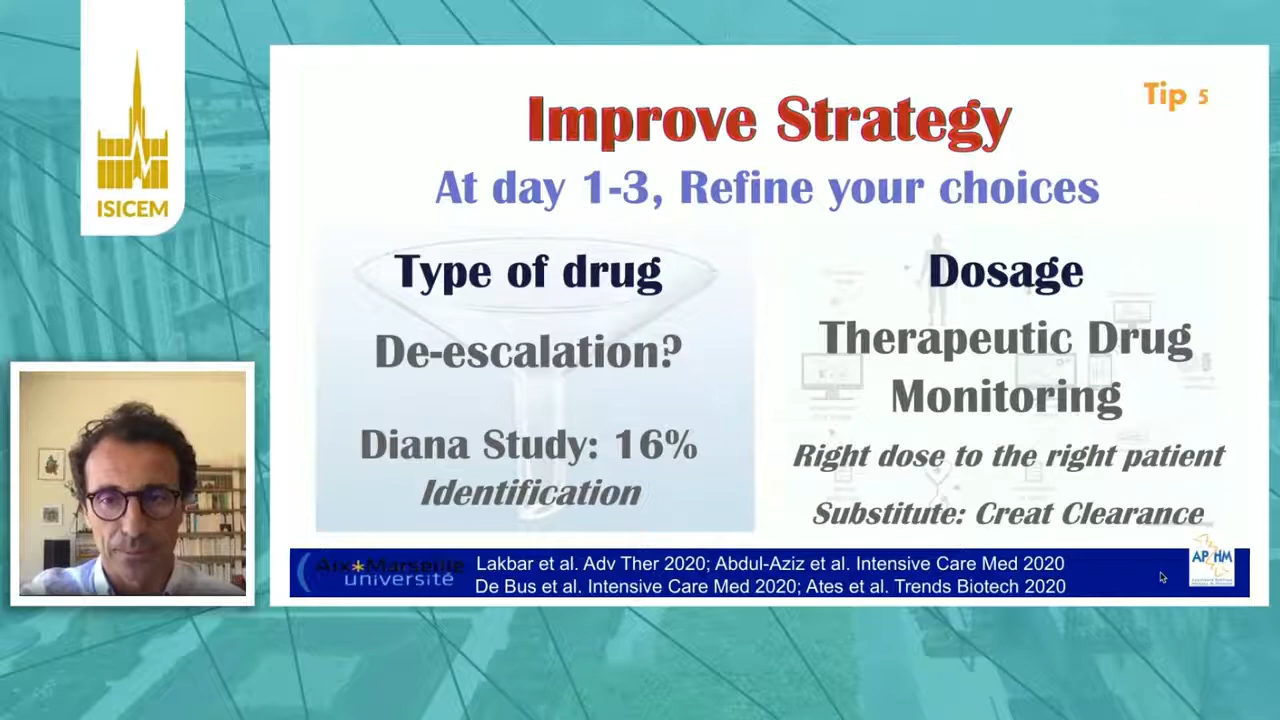 ISICEM
Tip 5
Improve Strategy
At day 1-3, Refine your choices
Type of drug
De-escalation?
Diana Study: 16%
Identification
Dosage
Therapeutic Drug
Monitoring
Right dose to the right patient
Substitute: Creat Clearance
Aix*Marseille
université
Lakbar et al. Adv Ther 2020; Abdul-Aziz et al. Intensive Care Med 2020
De Bus et al. Intensive Care Med 2020; Ates et al. Trends Biotech 2020
AP HM